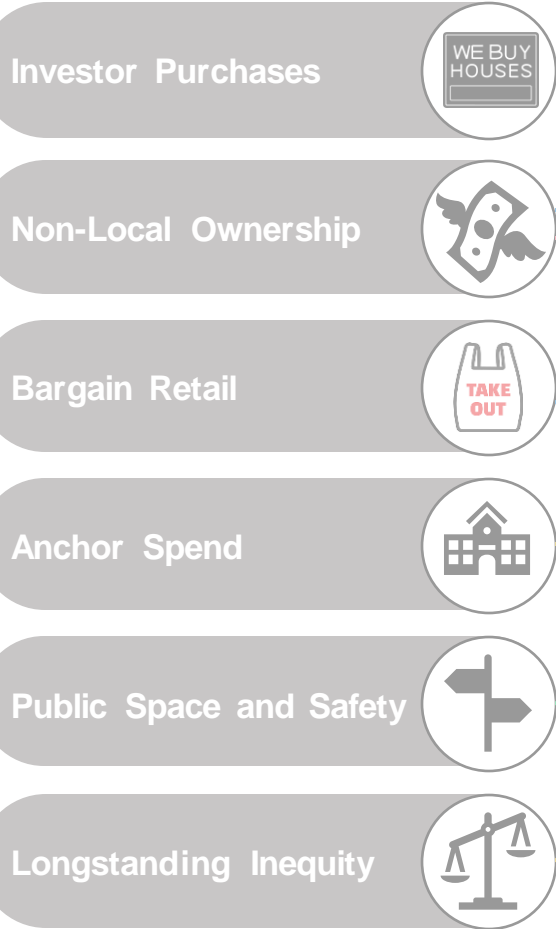 Investor Purchases
WE BUY
HOUSES
Non-Local Ownership
Bargain Retail
TAKE
OUT
Anchor Spend
Public Space and Safety
Longstanding Inequity